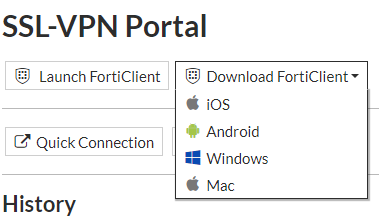 SSL-VPN Portal
Launch FortiClient
Download FortiClient
iOS
Android
Windows
Mac
Quick Connection
History